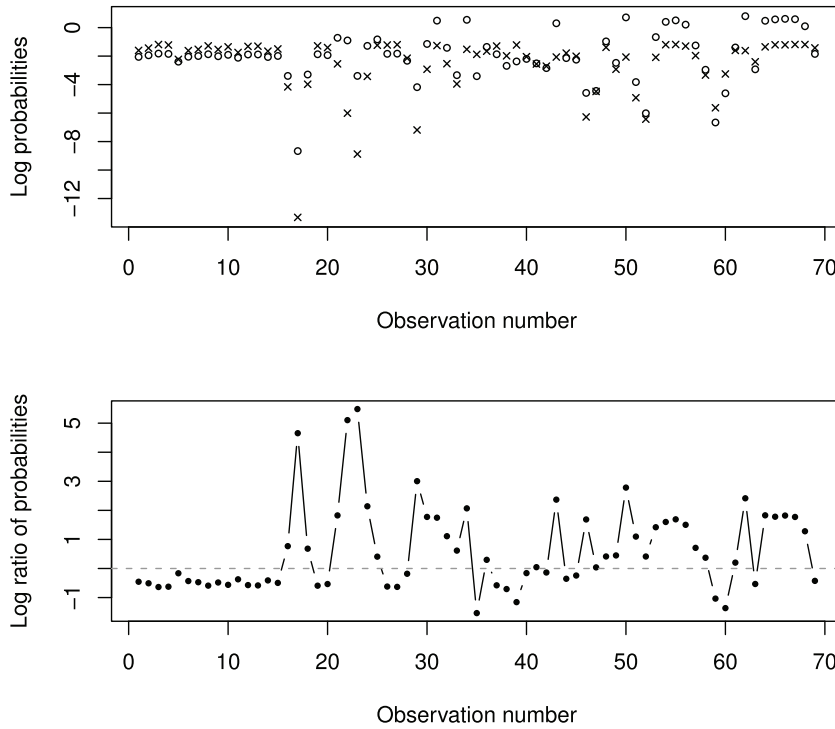 Log probabilities
0
−4
−8
−12
0 10 20 30 40 50 60 70
Observation number
Log ratio of probabilities
5
3
1
−1
0 10 20 30 40 50 60 70
Observation number